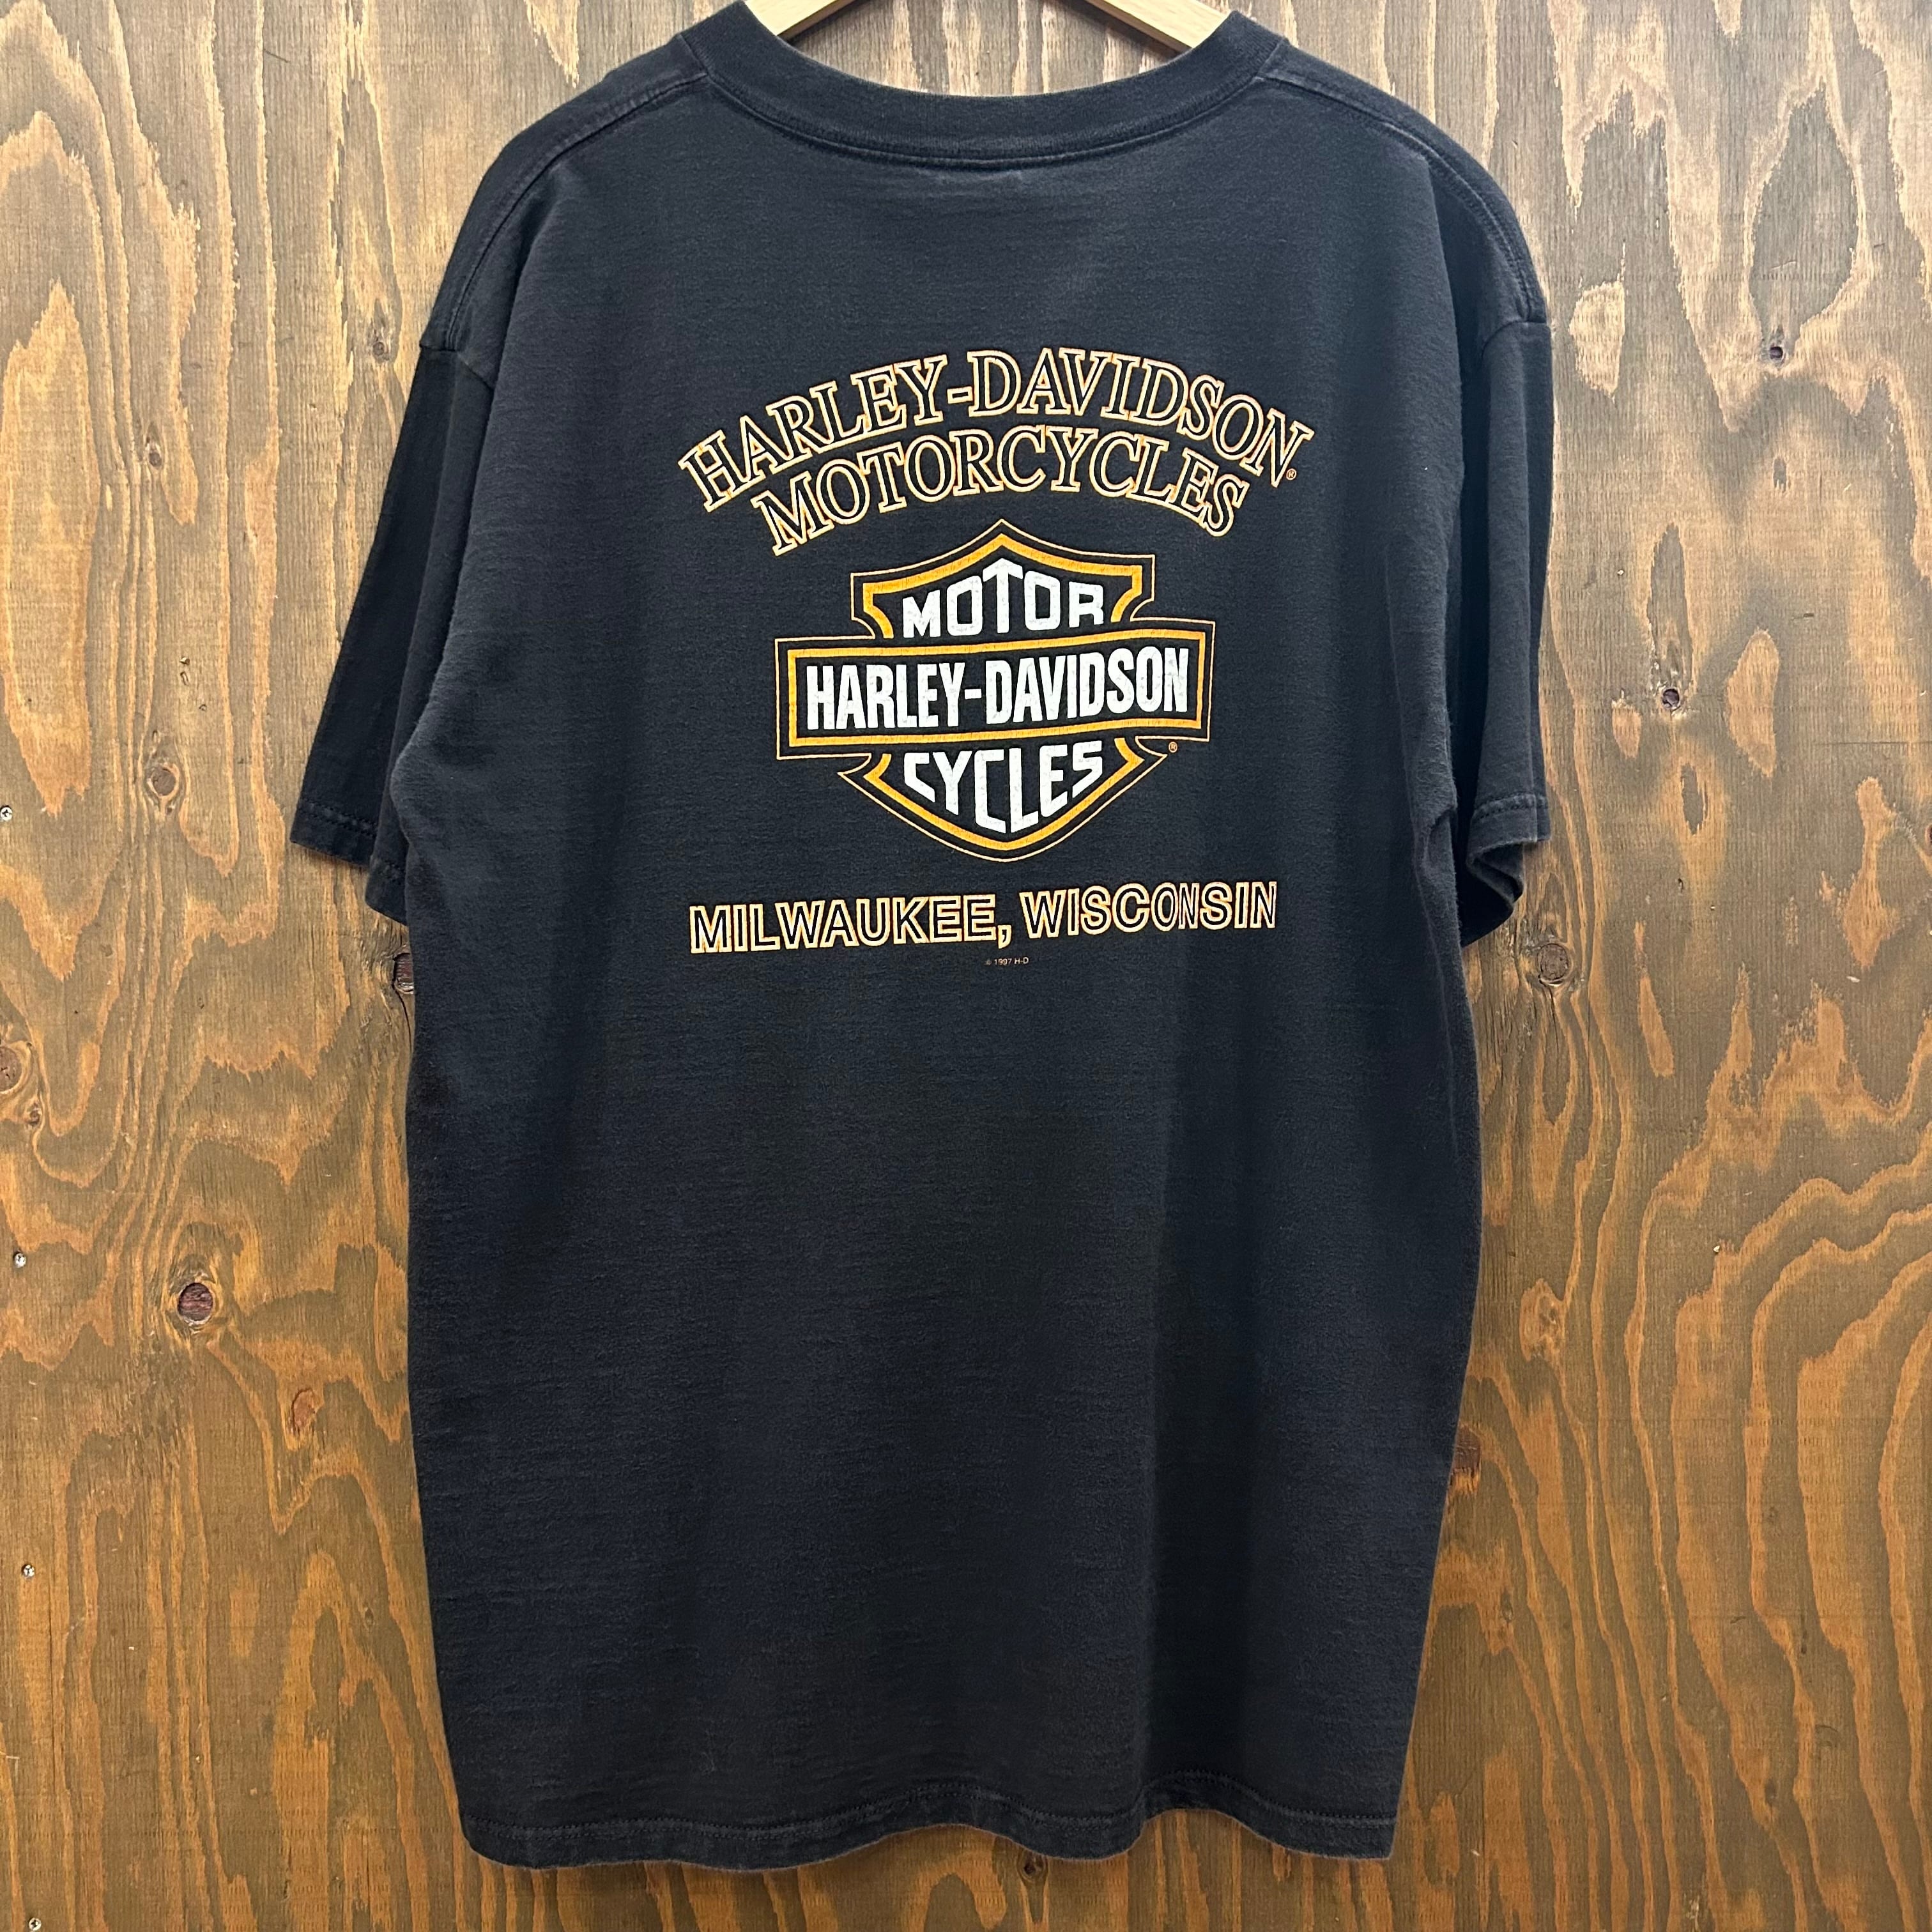 HARLEY-DAVIDSON®
MOTORCYCLES
MOTOR
HARLEY-DAVIDSON
CYCLES ®
MILWAUKEE, WISCONSIN
© 1997 H-D